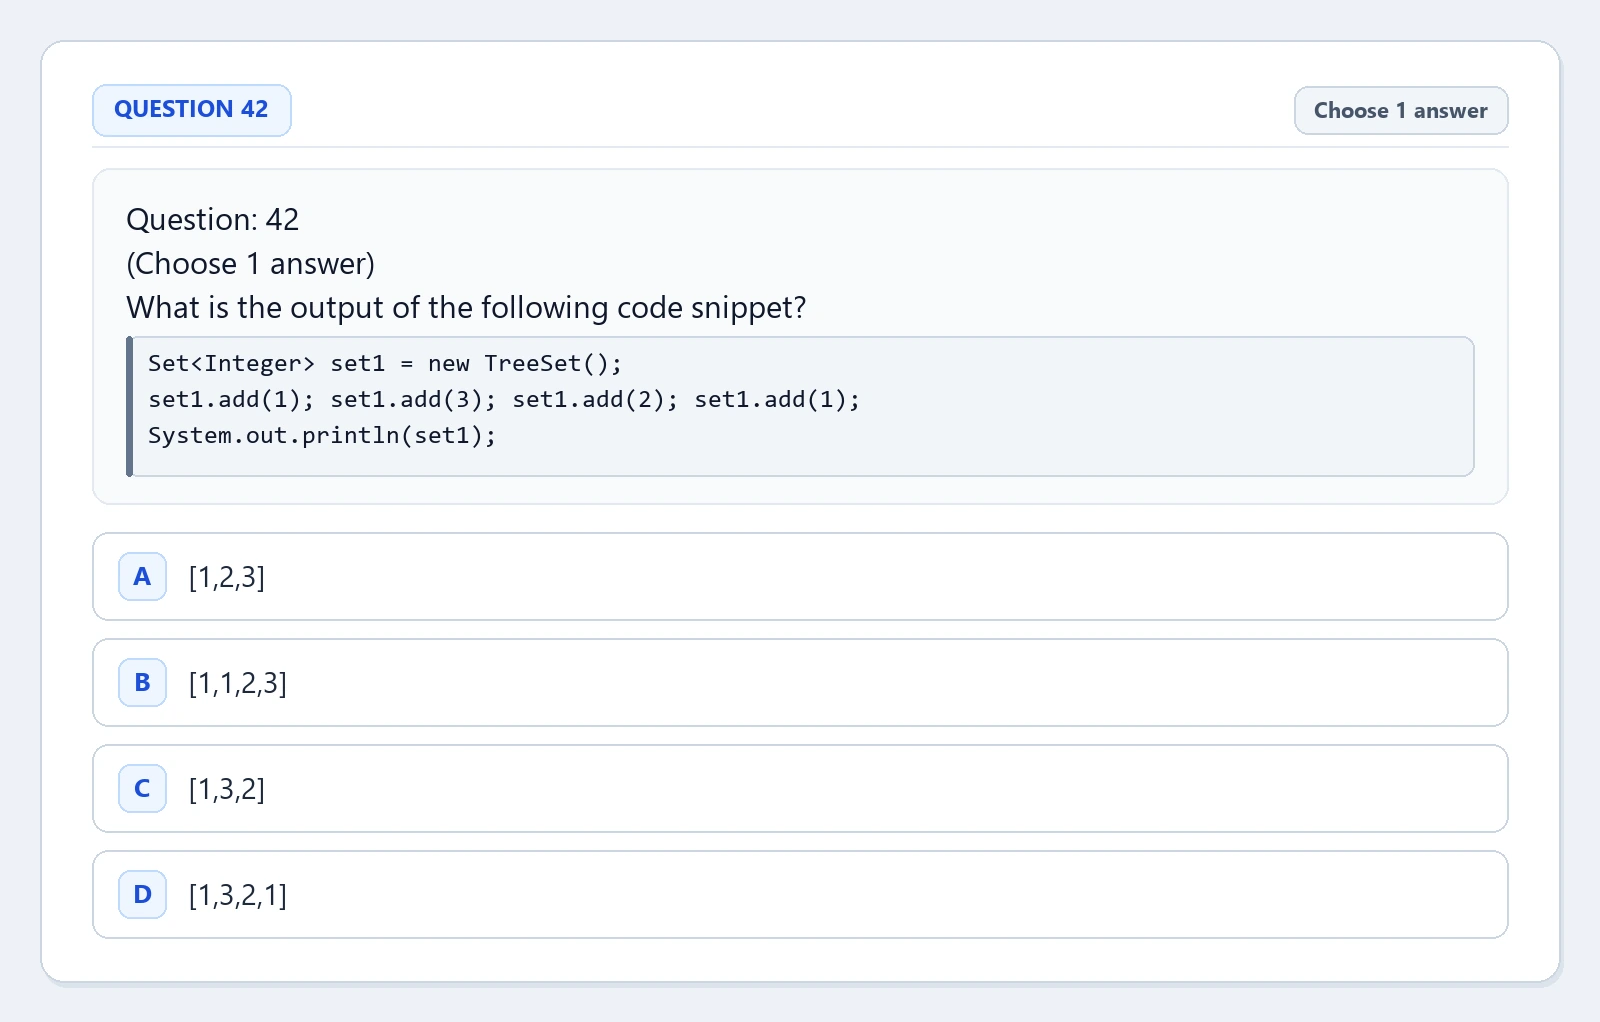 QUESTION 42
Choose 1 answer
Question: 42
(Choose 1 answer)
What is the output of the following code snippet?
Set<Integer> set1 = new TreeSet();
set1.add(1); set1.add(3); set1.add(2); set1.add(1);
System.out.println(set1);
A [1,2,3]
B [1,1,2,3]
C [1,3,2]
D [1,3,2,1]